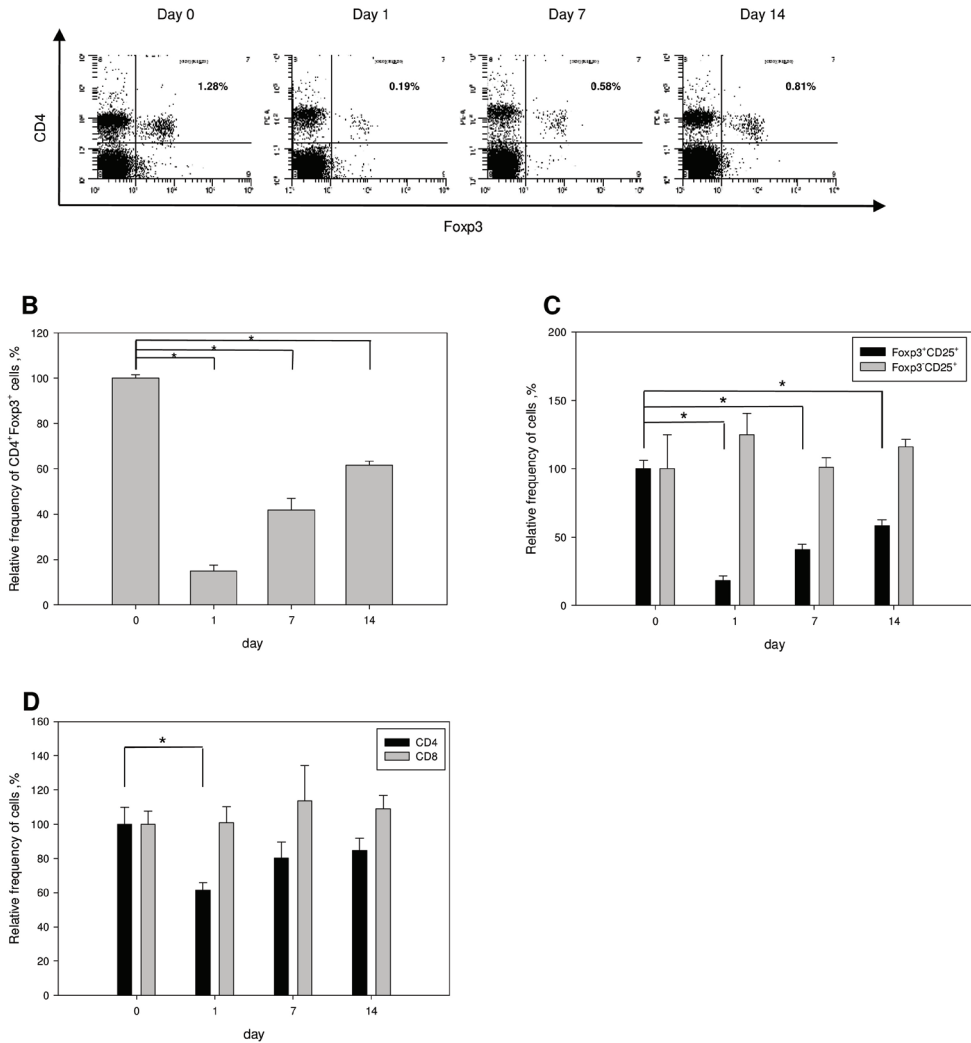 Day 0 Day 1 Day 7 Day 14
1.28% 0.19% 0.58% 0.81%
CD4
Foxp3
B
Relative frequency of CD4⁺Foxp3⁺ cells ,%
120
100
80
60
40
20
0
* * *
0 1 7 14
day
C
Relative frequency of cells ,%
200
150
100
50
0
Foxp3⁺CD25⁺
Foxp3⁻CD25⁺
* * *
0 1 7 14
day
D
Relative frequency of cells ,%
160
140
120
100
80
60
40
20
0
CD4
CD8
*
0 1 7 14
day